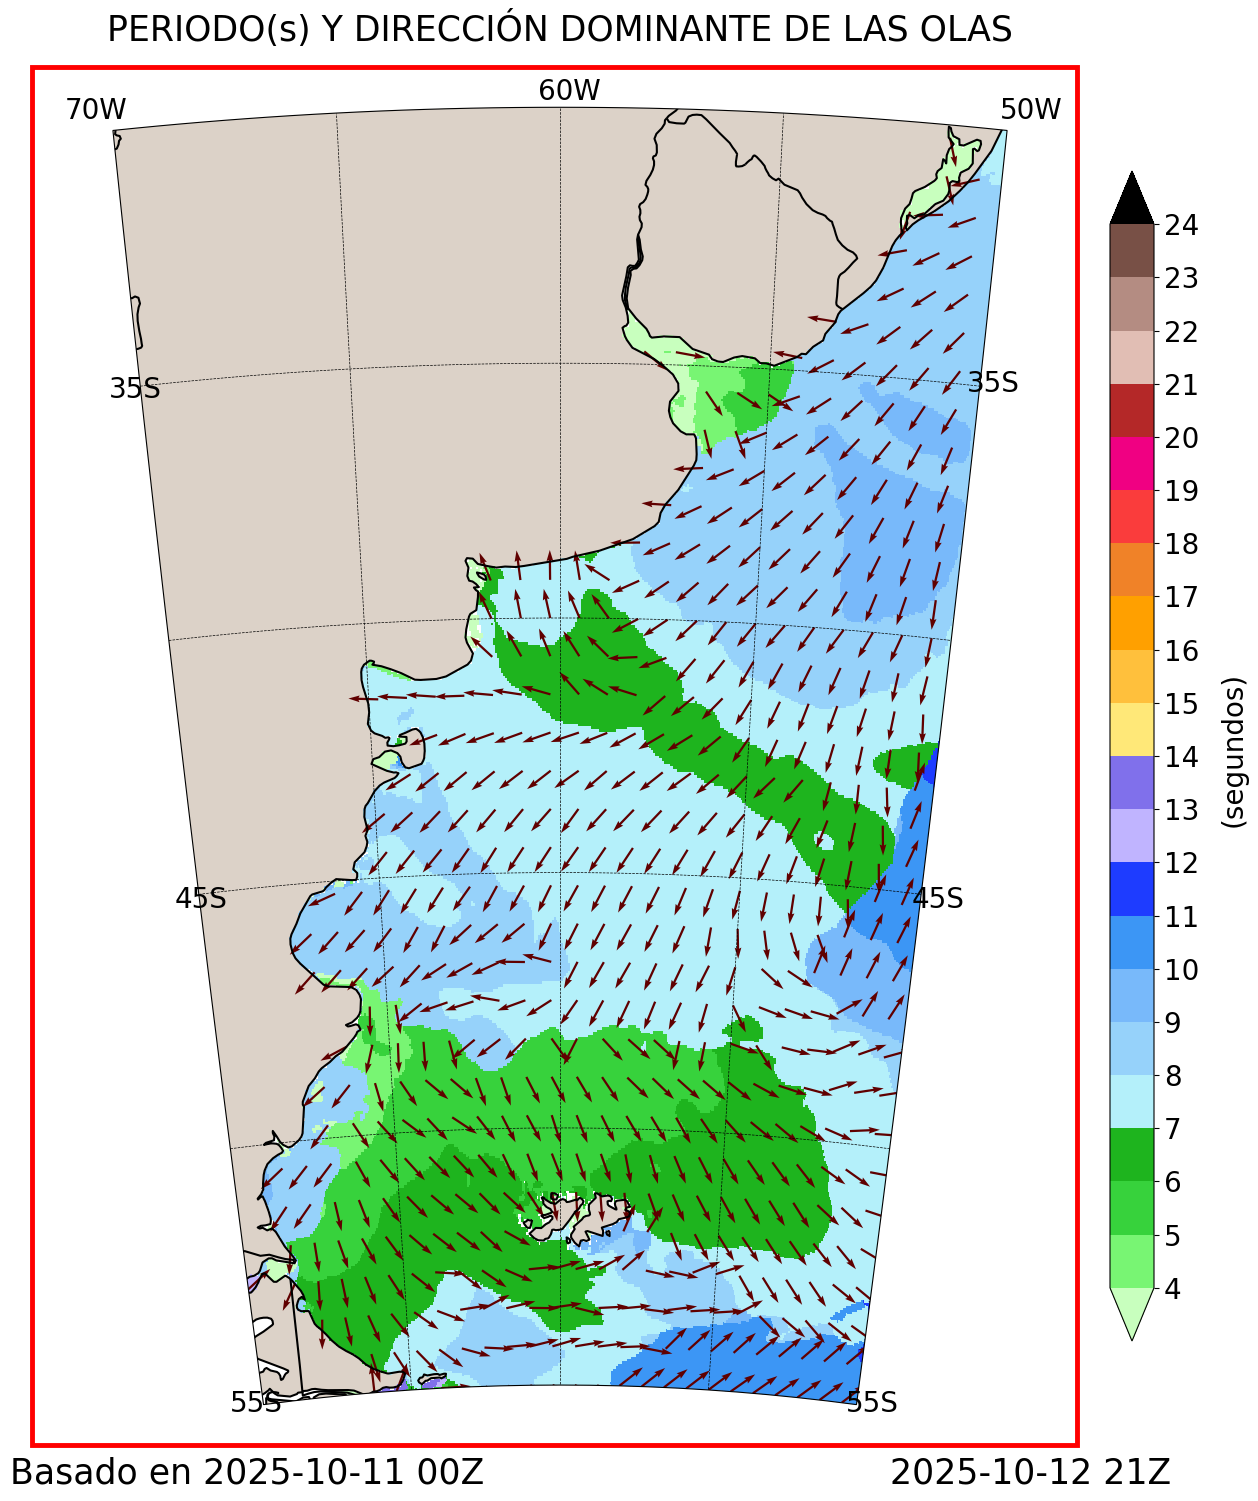 PERIODO(s) Y DIRECCIÓN DOMINANTE DE LAS OLAS
70W
60W
50W
35S
35S
45S
45S
55S
55S
24
23
22
21
20
19
18
17
16
15
14
13
12
11
10
9
8
7
6
5
4
(segundos)
Basado en 2025-10-11 00Z
2025-10-12 21Z